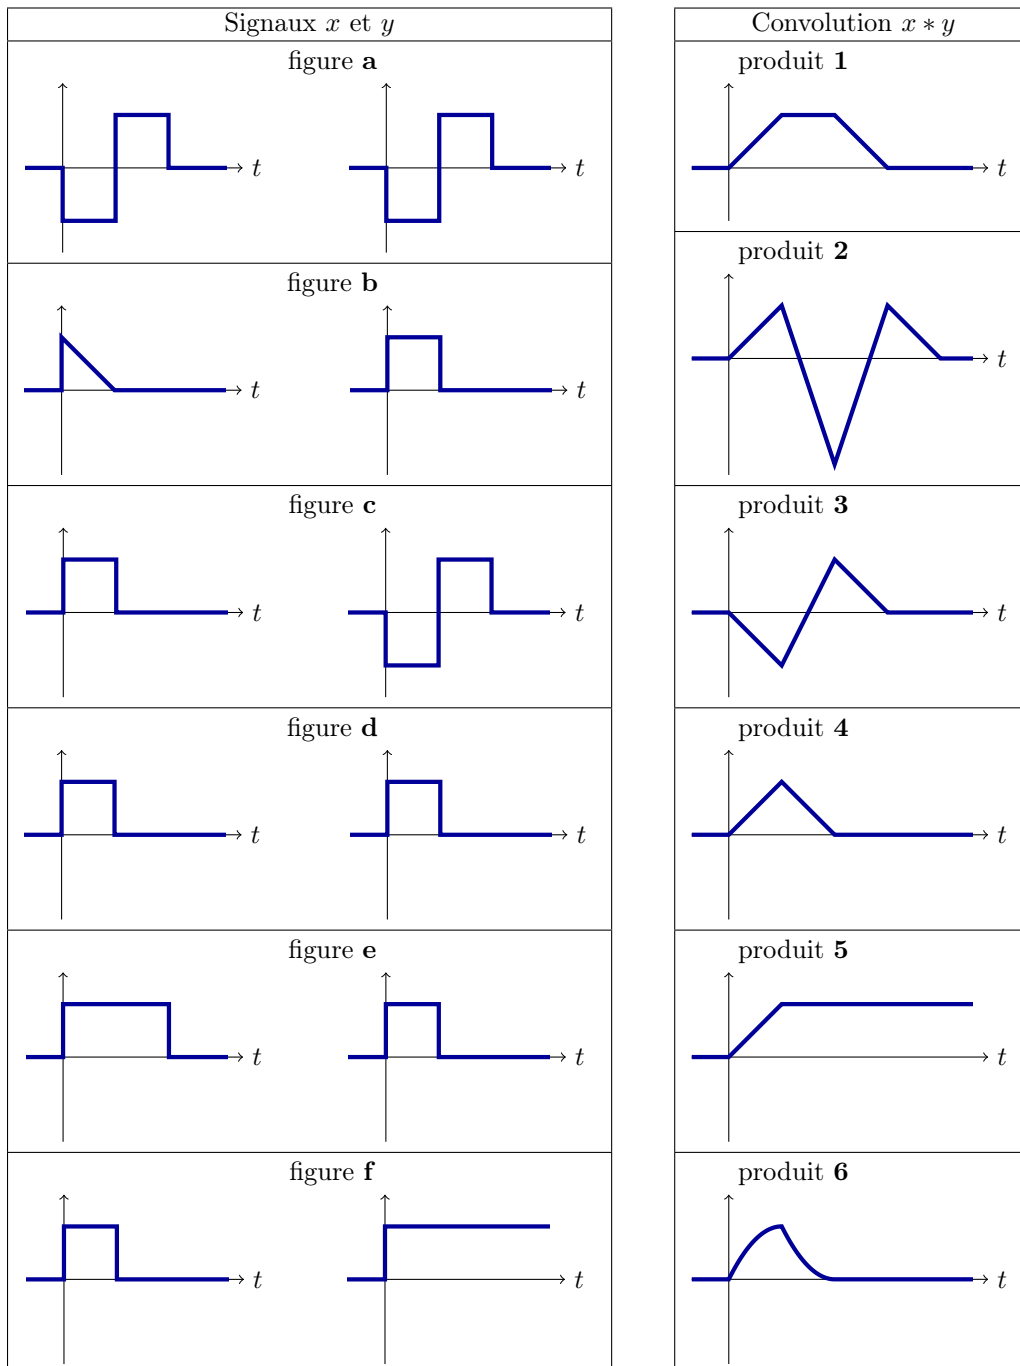 Signaux x et y
figure a
t t
figure b
t t
figure c
t t
figure d
t t
figure e
t t
figure f
t t
Convolution x ∗ y
produit 1
t
produit 2
t
produit 3
t
produit 4
t
produit 5
t
produit 6
t